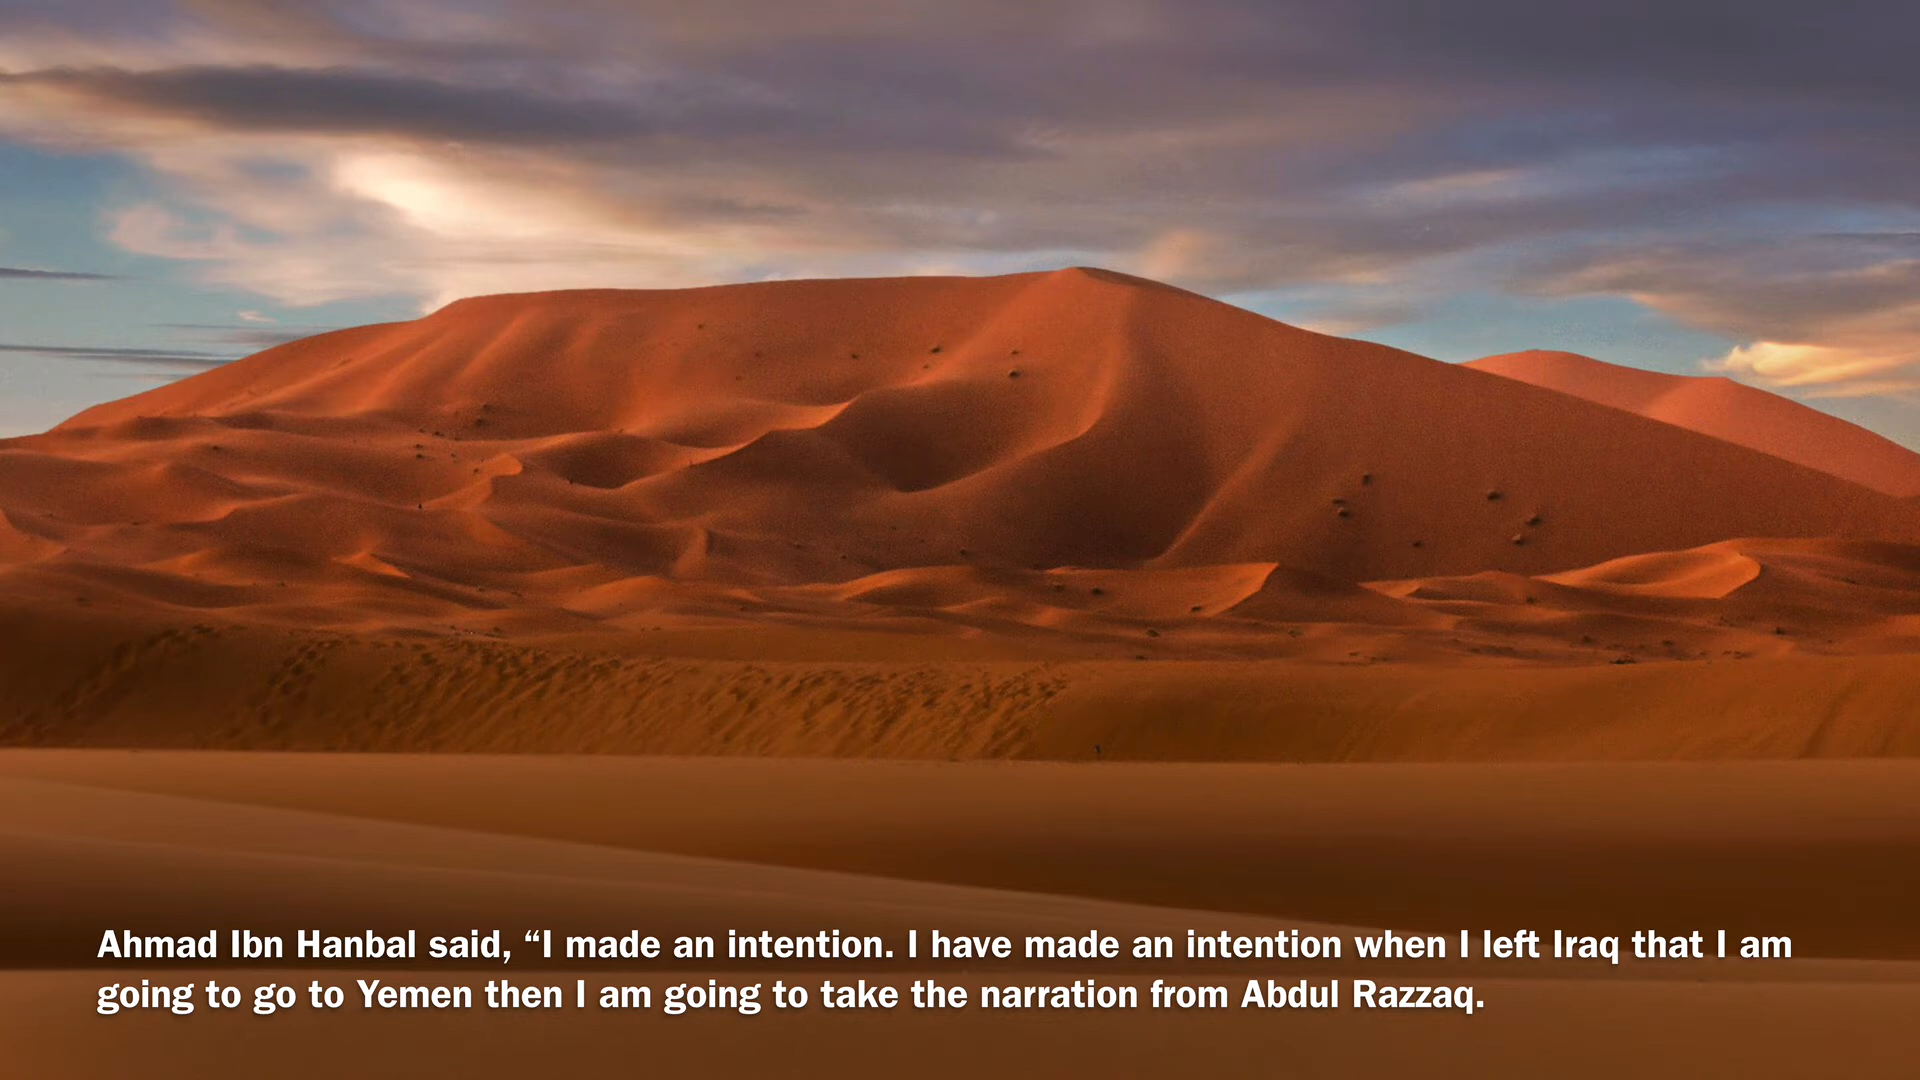 Ahmad Ibn Hanbal said, “I made an intention. I have made an intention when I left Iraq that I am
going to go to Yemen then I am going to take the narration from Abdul Razzaq.